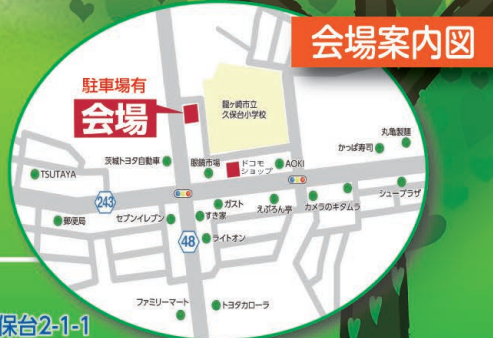 会場案内図
駐車場有
会場
龍ヶ崎市立
久保台小学校
丸亀製麺
かっぱ寿司
茨城トヨタ自動車
眼鏡市場
ドコモ
ショップ
AOKI
TSUTAYA
243
ガスト
えぷろん亭
カメラのキタムラ
シュープラザ
郵便局
セブンイレブン
すき家
48
ライトオン
ファミリーマート
トヨタカローラ
保台2-1-1